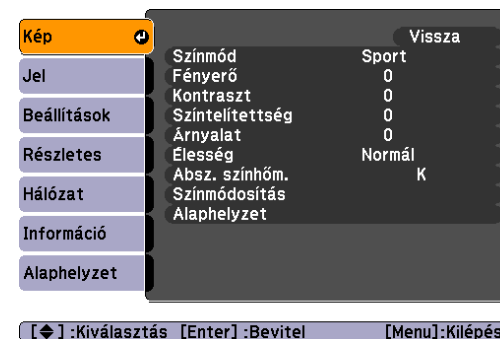 Kép
Jel
Beállítások
Részletes
Hálózat
Információ
Alaphelyzet
Vissza
Színmód Sport
Fényerő 0
Kontraszt 0
Színtelítettség 0
Árnyalat 0
Élesség Normál
Absz. színhőm. K
Színmódosítás
Alaphelyzet
[◆] :Kiválasztás [Enter] :Bevitel [Menu]:Kilépés